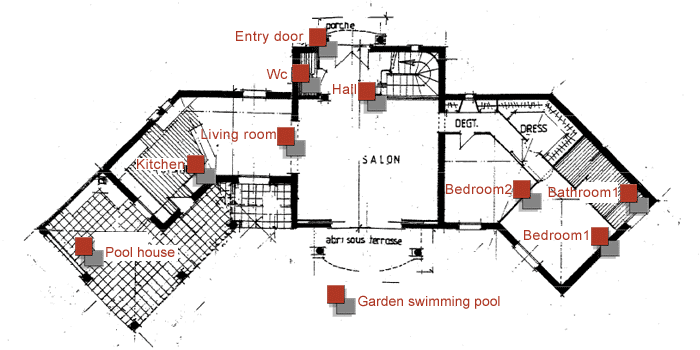 porche
Entry door
Wc
Hall
Living room
DEGT.
DRESS
Kitchen
SALON
Bedroom2
Bathroom1
Bedroom1
abri sous terrasse
Pool house
Garden swimming pool